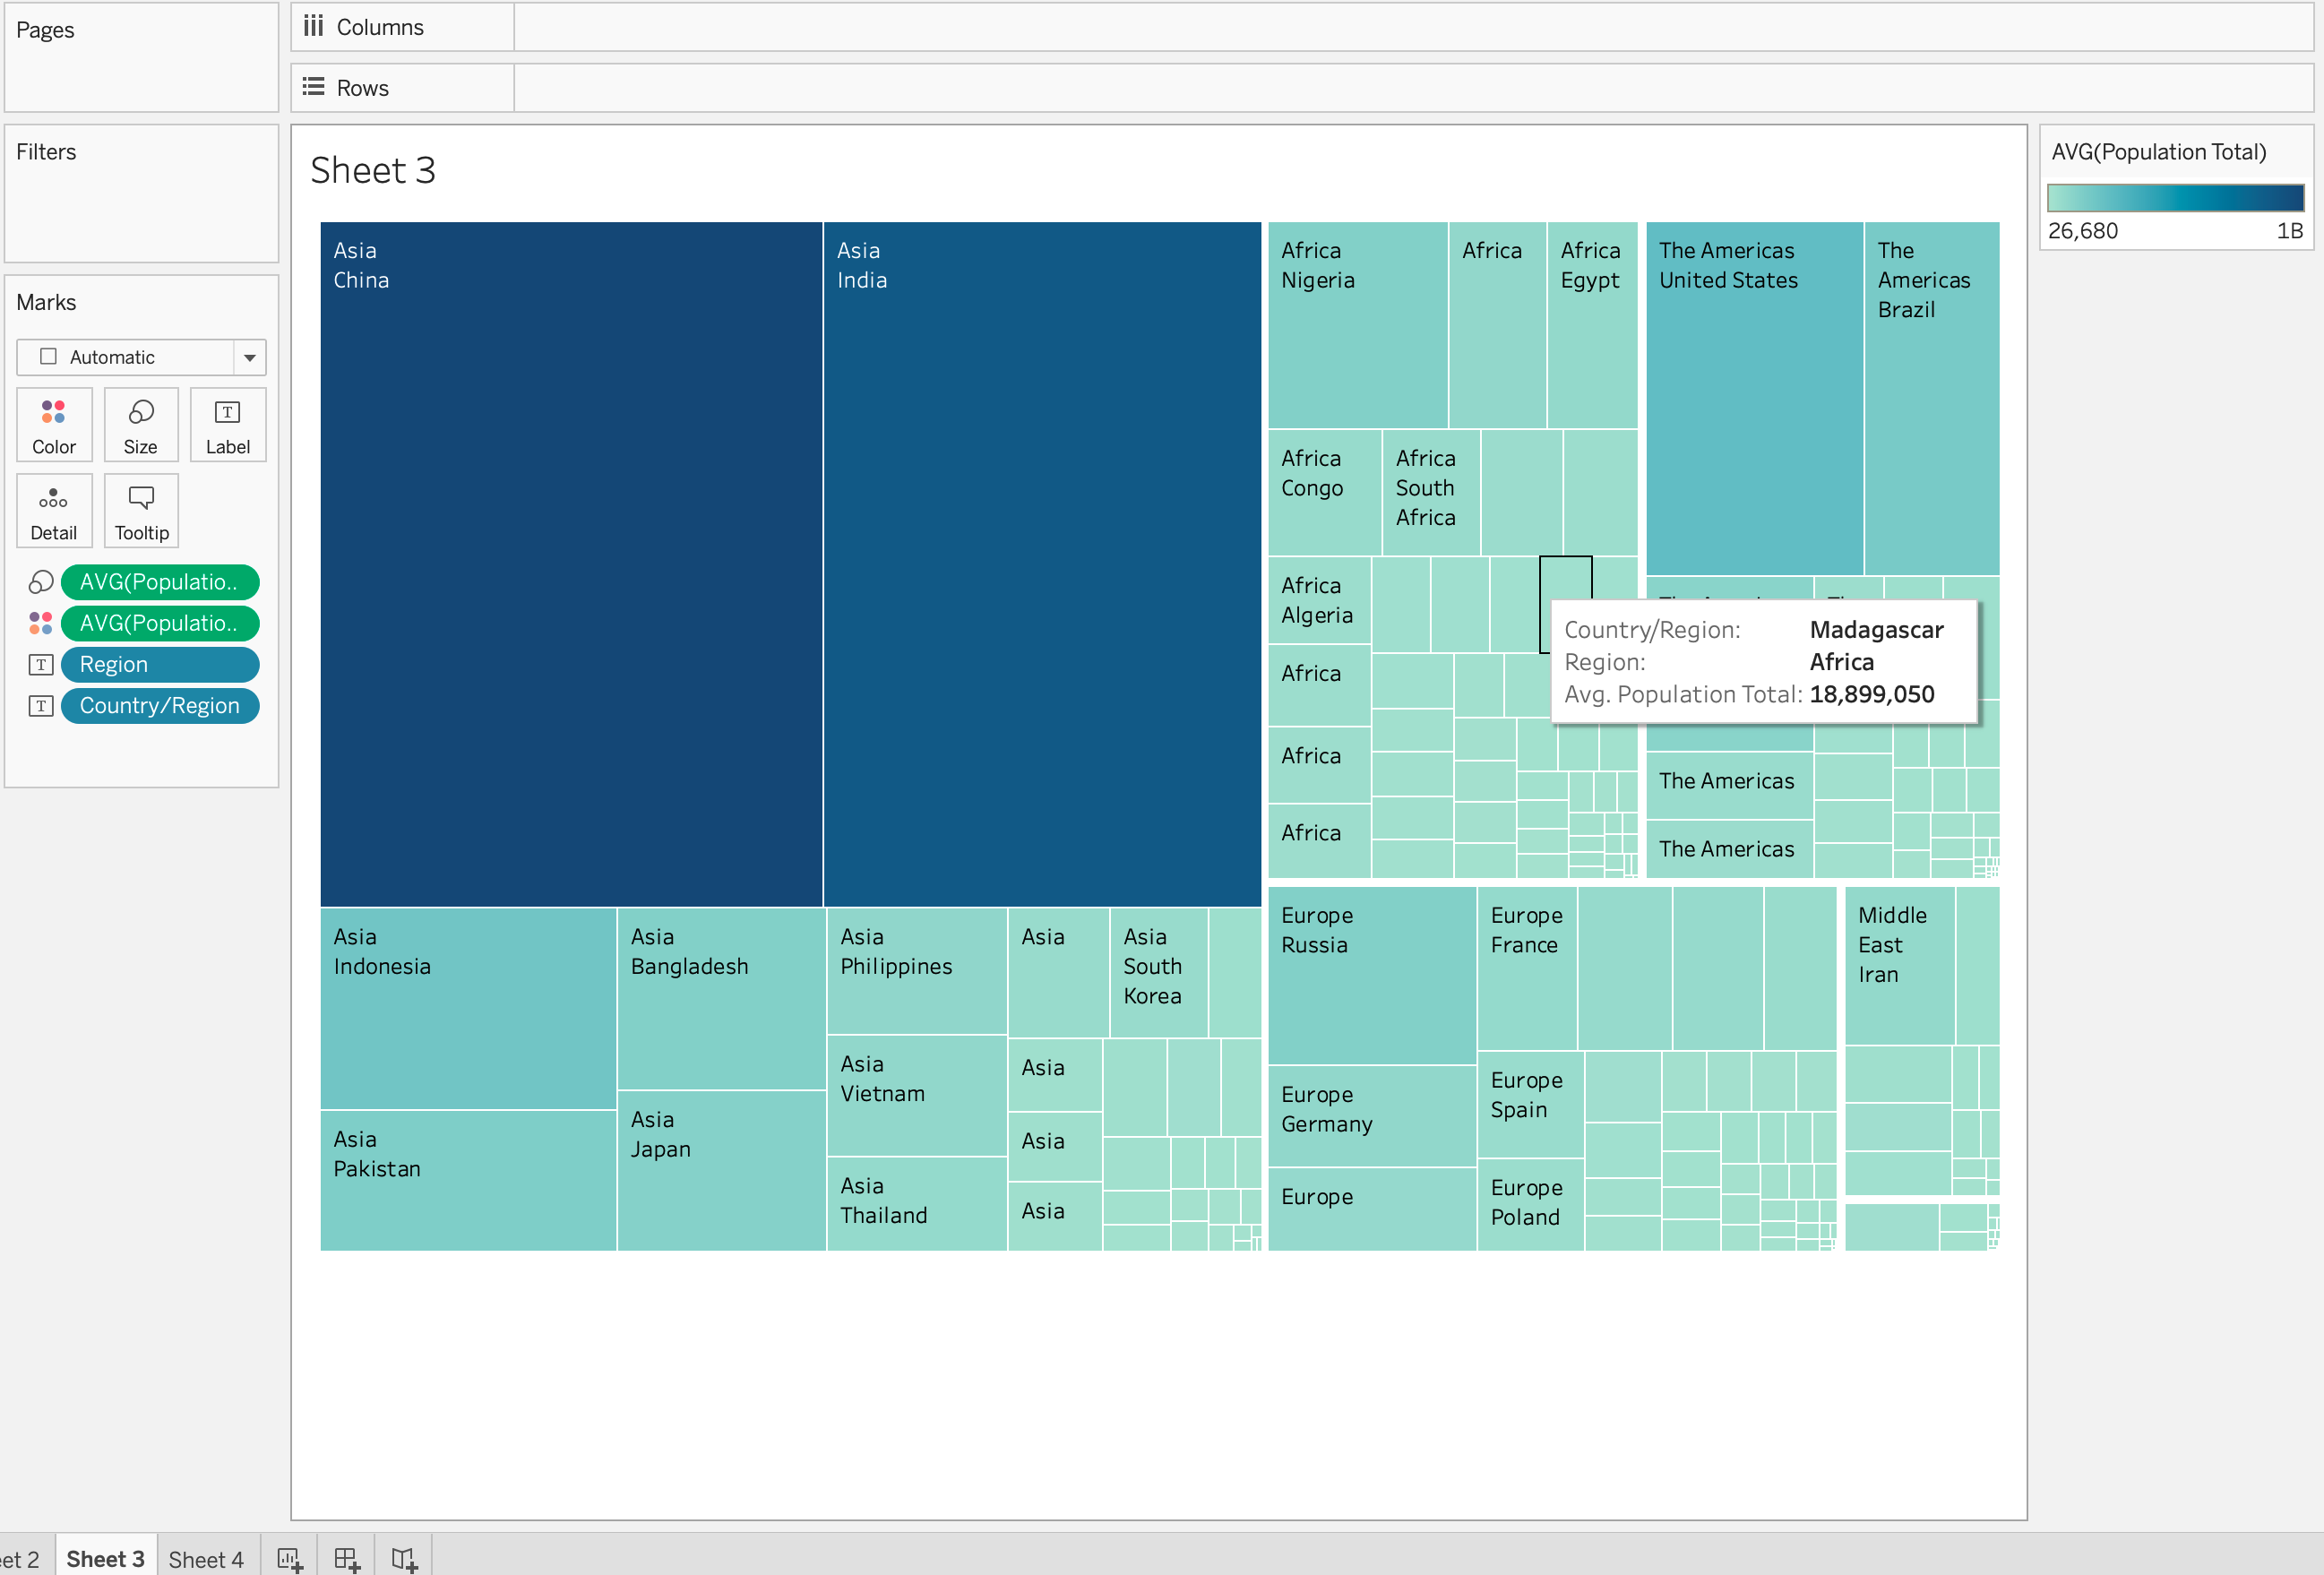 Pages
Columns
Rows
Filters
Sheet 3
AVG(Population Total)
26,680
1B
Marks
Automatic
Color
Size
Label
Detail
Tooltip
AVG(Populatio..
AVG(Populatio..
Region
Country/Region
Asia
China
Asia
India
Africa
Nigeria
Africa
Africa
Egypt
The Americas
United States
The
Americas
Brazil
Africa
Congo
Africa
South
Africa
Africa
Algeria
Africa
Africa
Africa
Country/Region: Madagascar
Region: Africa
Avg. Population Total: 18,899,050
The Americas
The Americas
Asia
Indonesia
Asia
Bangladesh
Asia
Philippines
Asia
Asia
South
Korea
Asia
Pakistan
Asia
Japan
Asia
Vietnam
Asia
Thailand
Asia
Asia
Asia
Europe
Russia
Europe
France
Europe
Germany
Europe
Spain
Europe
Europe
Poland
Middle
East
Iran
eet 2
Sheet 3
Sheet 4